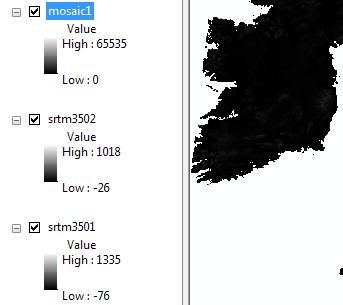 mosaic1
Value
High : 65535
Low : 0
srtm3502
Value
High : 1018
Low : -26
srtm3501
Value
High : 1335
Low : -76